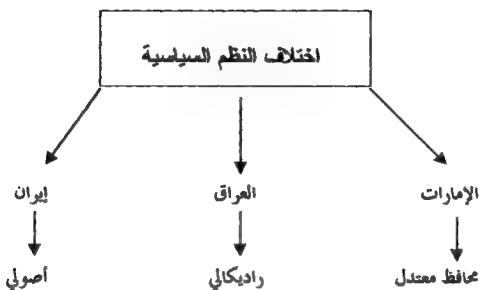 اختلاف النظم السياسية
الإمارات العراق إيران
محافظ معتدل راديكالي أصولي